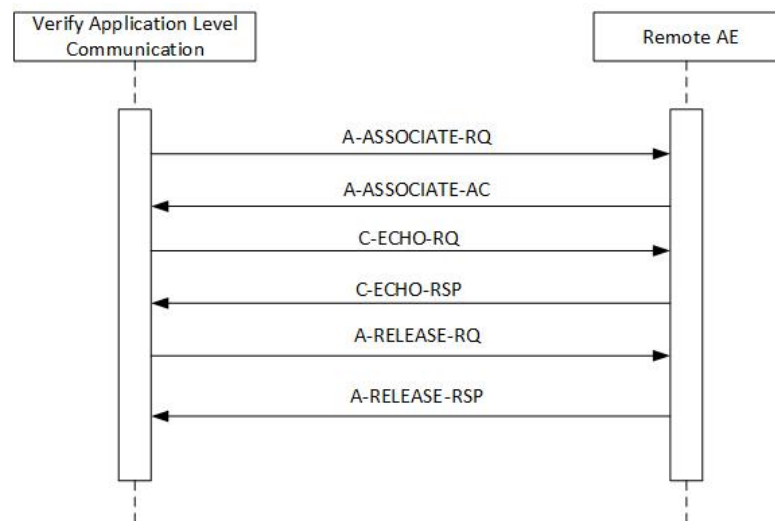 Verify Application Level
Communication
Remote AE
A-ASSOCIATE-RQ
A-ASSOCIATE-AC
C-ECHO-RQ
C-ECHO-RSP
A-RELEASE-RQ
A-RELEASE-RSP